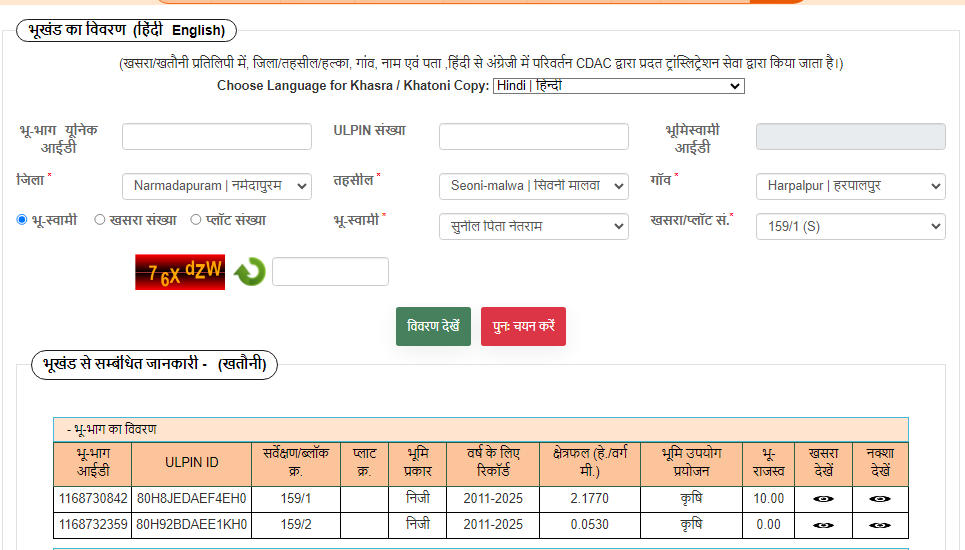 भूखंड का विवरण (हिंदी English)
(खसरा/खतौनी प्रतिलिपी में, जिला/तहसील/हल्का, गांव, नाम एवं पता ,हिंदी से अंग्रेजी में परिवर्तन CDAC द्वारा प्रदत ट्रांस्लिट्रेशन सेवा द्वारा किया जाता है।)
Choose Language for Khasra / Khatoni Copy: Hindi | हिन्दी
भू-भाग यूनिक आईडी
ULPIN संख्या
भूमिस्वामी आईडी
जिला * Narmadapuram | नर्मदापुरम
तहसील * Seoni-malwa | सिवनी मालवा
गाँव * Harpalpur | हरपालपुर
भू-स्वामी खसरा संख्या प्लॉट संख्या
भू-स्वामी * सुनील पिता नेतराम
खसरा/प्लॉट सं.* 159/1 (S)
76XdzW
विवरण देखें पुनः चयन करें
भूखंड से सम्बंधित जानकारी - (खतौनी)
- भू-भाग का विवरण
भू-भाग आईडी ULPIN ID सर्वेक्षण/ब्लॉक क्र. प्लाट क्र. भूमि प्रकार वर्ष के लिए रिकॉर्ड क्षेत्रफल (हे./वर्ग मी.) भूमि उपयोग प्रयोजन भू-राजस्व खसरा देखें नक्शा देखें
1168730842 80H8JEDAEF4EH0 159/1 निजी 2011-2025 2.1770 कृषि 10.00
1168732359 80H92BDAEE1KH0 159/2 निजी 2011-2025 0.0530 कृषि 0.00